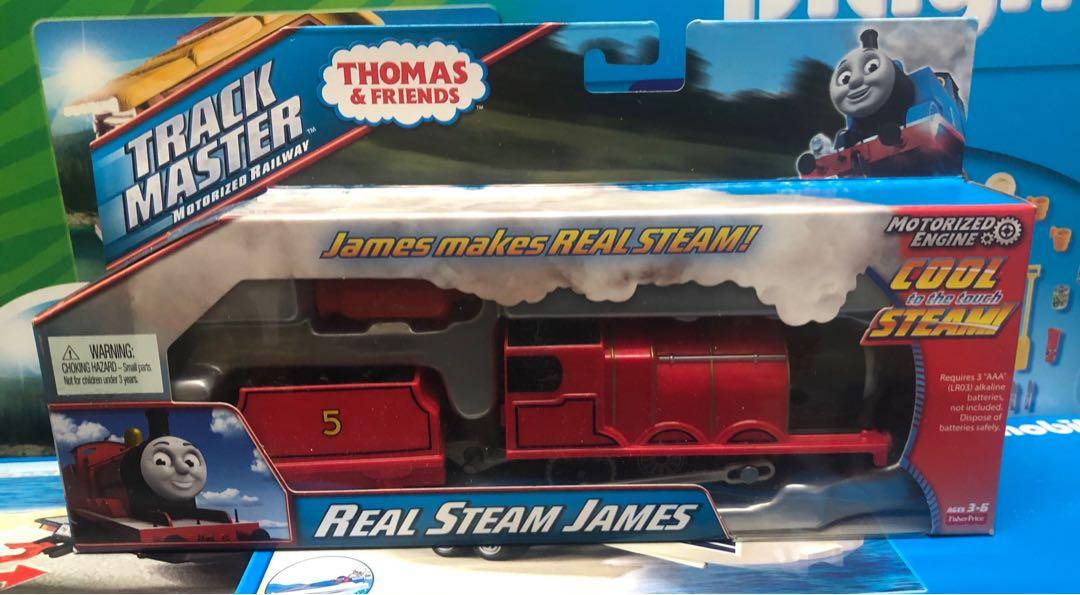 TRACK
MASTER™
MOTORIZED RAILWAY
THOMAS
& FRIENDS™
James makes REAL STEAM!
MOTORIZED
ENGINE
COOL
to the touch
STEAM!
WARNING:
CHOKING HAZARD – Small parts.
Not for children under 3 years.
5
Requires 3 "AAA"
(LR03) alkaline
batteries,
not included.
Dispose of
batteries safely.
REAL STEAM JAMES
AGES 3-6
Fisher-Price